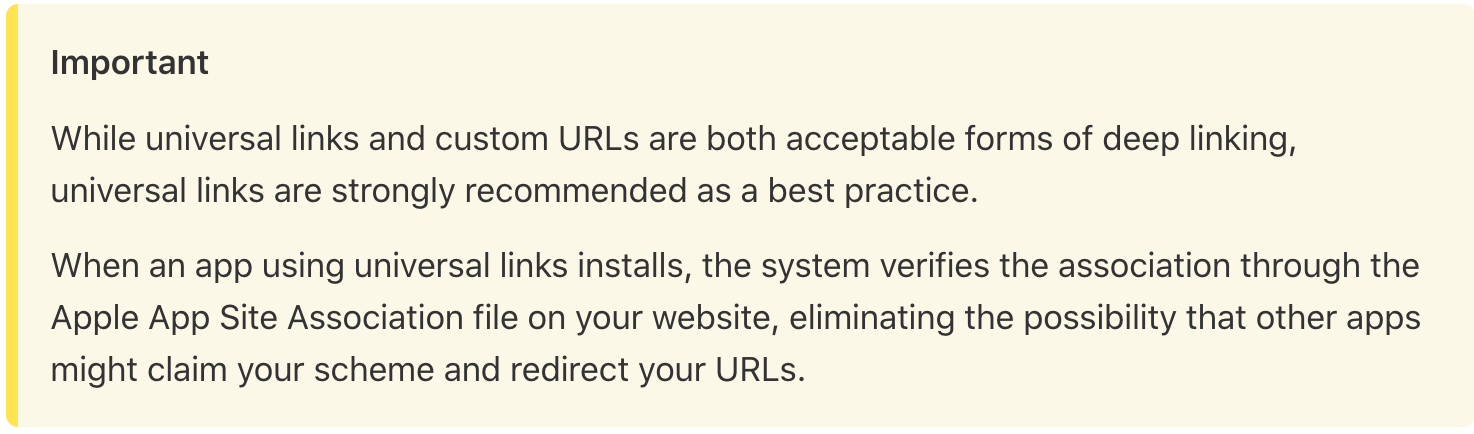 Important
While universal links and custom URLs are both acceptable forms of deep linking,
universal links are strongly recommended as a best practice.
When an app using universal links installs, the system verifies the association through the
Apple App Site Association file on your website, eliminating the possibility that other apps
might claim your scheme and redirect your URLs.